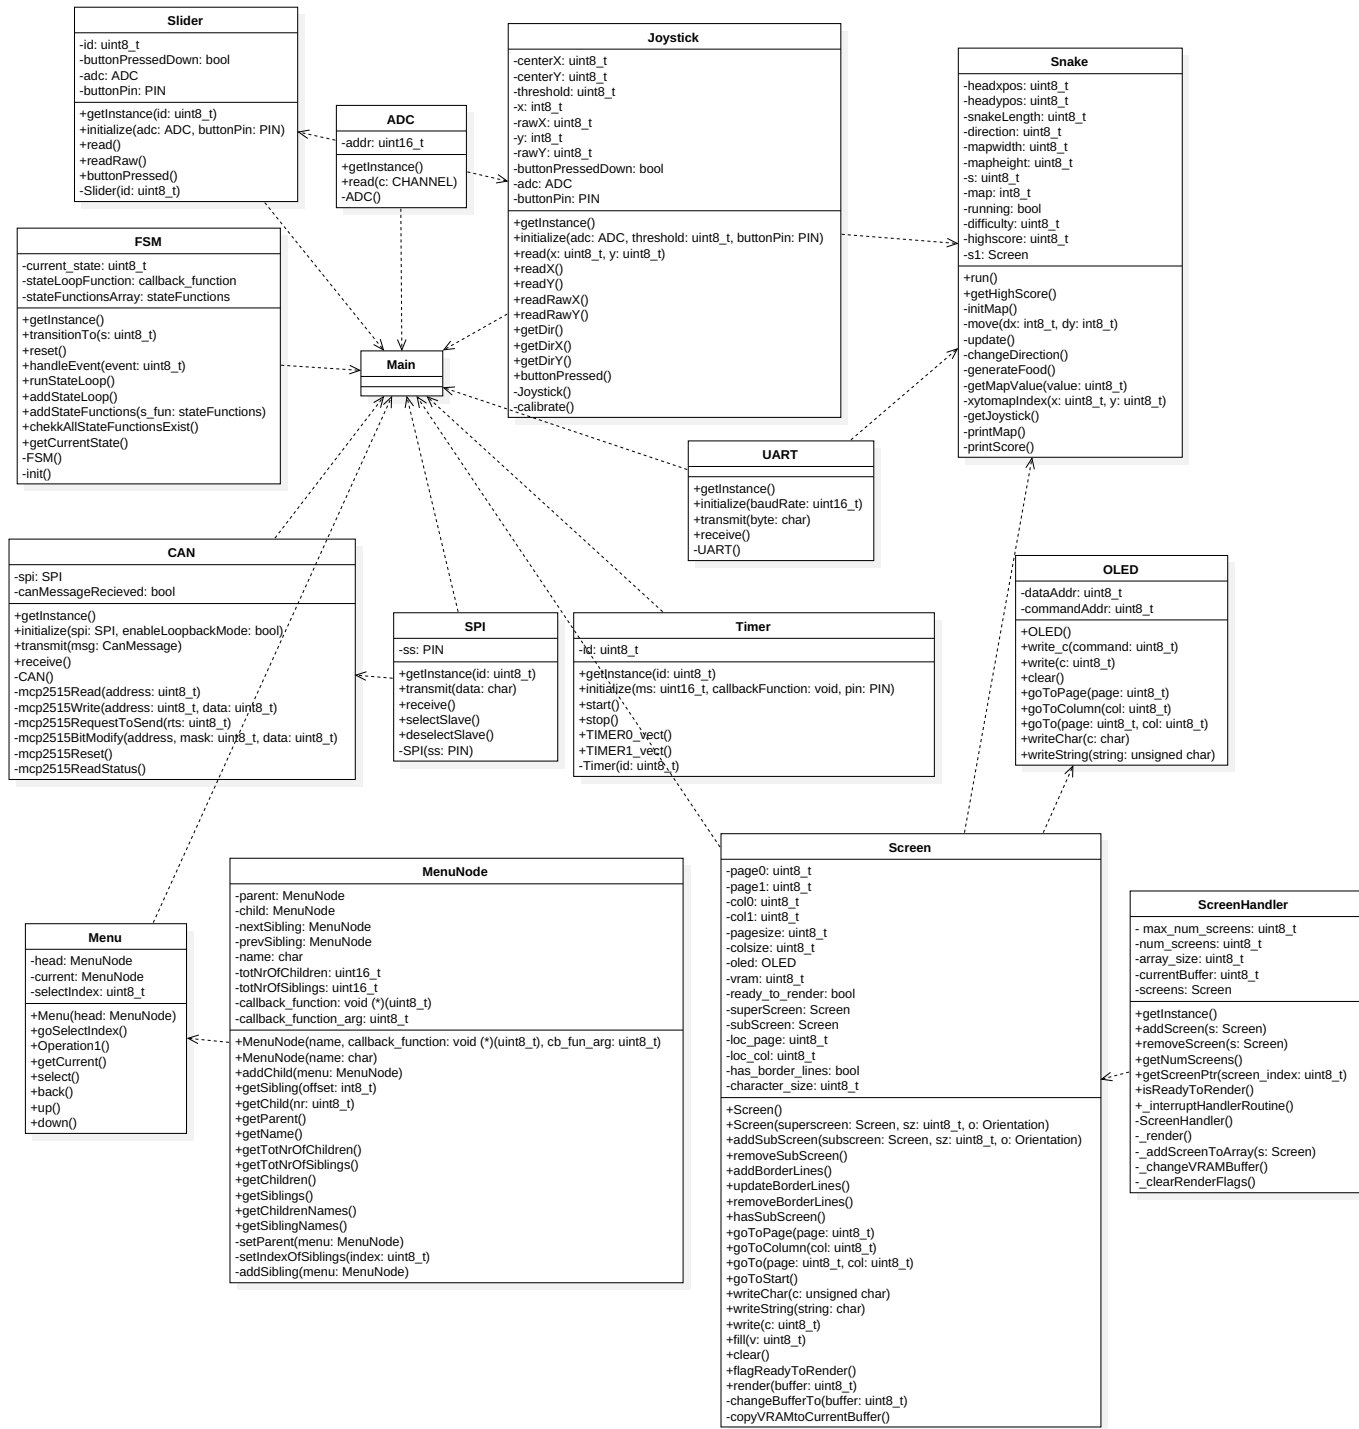 Slider
-id: uint8_t
-buttonPressedDown: bool
-adc: ADC
-buttonPin: PIN
+getInstance(id: uint8_t)
+initialize(adc: ADC, buttonPin: PIN)
+read()
+readRaw()
+buttonPressed()
-Slider(id: uint8_t)
ADC
-addr: uint16_t
+getInstance()
+read(c: CHANNEL)
-ADC()
Joystick
-centerX: uint8_t
-centerY: uint8_t
-threshold: uint8_t
-x: int8_t
-rawX: uint8_t
-y: int8_t
-rawY: uint8_t
-buttonPressedDown: bool
-adc: ADC
-buttonPin: PIN
+getInstance()
+initialize(adc: ADC, threshold: uint8_t, buttonPin: PIN)
+read(x: uint8_t, y: uint8_t)
+readX()
+readY()
+readRawX()
+readRawY()
+getDir()
+getDirX()
+getDirY()
+buttonPressed()
-Joystick()
-calibrate()
Snake
-headxpos: uint8_t
-headypos: uint8_t
-snakeLength: uint8_t
-direction: uint8_t
-mapwidth: uint8_t
-mapheight: uint8_t
-s: uint8_t
-map: int8_t
-running: bool
-difficulty: uint8_t
-highscore: uint8_t
-s1: Screen
+run()
+getHighScore()
-initMap()
-move(dx: int8_t, dy: int8_t)
-update()
-changeDirection()
-generateFood()
-getMapValue(value: uint8_t)
-xytomapIndex(x: uint8_t, y: uint8_t)
-getJoystick()
-printMap()
-printScore()
FSM
-current_state: uint8_t
-stateLoopFunction: callback_function
-stateFunctionsArray: stateFunctions
+getInstance()
+transitionTo(s: uint8_t)
+reset()
+handleEvent(event: uint8_t)
+runStateLoop()
+addStateLoop()
+addStateFunctions(s_fun: stateFunctions)
+chekkAllStateFunctionsExist()
+getCurrentState()
-FSM()
-init()
Main
UART
+getInstance()
+initialize(baudRate: uint16_t)
+transmit(byte: char)
+receive()
-UART()
CAN
-spi: SPI
-canMessageRecieved: bool
+getInstance()
+initialize(spi: SPI, enableLoopbackMode: bool)
+transmit(msg: CanMessage)
+receive()
-CAN()
-mcp2515Read(address: uint8_t)
-mcp2515Write(address: uint8_t, data: uint8_t)
-mcp2515RequestToSend(rts: uint8_t)
-mcp2515BitModify(address, mask: uint8_t, data: uint8_t)
-mcp2515Reset()
-mcp2515ReadStatus()
SPI
-ss: PIN
+getInstance(id: uint8_t)
+transmit(data: char)
+receive()
+selectSlave()
+deselectSlave()
-SPI(ss: PIN)
Timer
-id: uint8_t
+getInstance(id: uint8_t)
+initialize(ms: uint16_t, callbackFunction: void, pin: PIN)
+start()
+stop()
+TIMER0_vect()
+TIMER1_vect()
-Timer(id: uint8_t)
OLED
-dataAddr: uint8_t
-commandAddr: uint8_t
+OLED()
+write_c(command: uint8_t)
+write(c: uint8_t)
+clear()
+goToPage(page: uint8_t)
+goToColumn(col: uint8_t)
+goTo(page: uint8_t, col: uint8_t)
+writeChar(c: char)
+writeString(string: unsigned char)
Menu
-head: MenuNode
-current: MenuNode
-selectIndex: uint8_t
+Menu(head: MenuNode)
+goSelectIndex()
+Operation1()
+getCurrent()
+select()
+back()
+up()
+down()
MenuNode
-parent: MenuNode
-child: MenuNode
-nextSibling: MenuNode
-prevSibling: MenuNode
-name: char
-totNrOfChildren: uint16_t
-totNrOfSiblings: uint16_t
-callback_function: void (*)(uint8_t)
-callback_function_arg: uint8_t
+MenuNode(name, callback_function: void (*)(uint8_t), cb_fun_arg: uint8_t)
+MenuNode(name: char)
+addChild(menu: MenuNode)
+getSibling(offset: int8_t)
+getChild(nr: uint8_t)
+getParent()
+getName()
+getTotNrOfChildren()
+getTotNrOfSiblings()
+getChildren()
+getSiblings()
+getChildrenNames()
+getSiblingNames()
-setParent(menu: MenuNode)
-setIndexOfSiblings(index: uint8_t)
-addSibling(menu: MenuNode)
Screen
-page0: uint8_t
-page1: uint8_t
-col0: uint8_t
-col1: uint8_t
-pagesize: uint8_t
-colsize: uint8_t
-oled: OLED
-vram: uint8_t
-ready_to_render: bool
-superScreen: Screen
-subScreen: Screen
-loc_page: uint8_t
-loc_col: uint8_t
-has_border_lines: bool
-character_size: uint8_t
+Screen()
+Screen(superscreen: Screen, sz: uint8_t, o: Orientation)
+addSubScreen(subscreen: Screen, sz: uint8_t, o: Orientation)
+removeSubScreen()
+addBorderLines()
+updateBorderLines()
+removeBorderLines()
+hasSubScreen()
+goToPage(page: uint8_t)
+goToColumn(col: uint8_t)
+goTo(page: uint8_t, col: uint8_t)
+goToStart()
+writeChar(c: unsigned char)
+writeString(string: char)
+write(c: uint8_t)
+fill(v: uint8_t)
+clear()
+flagReadyToRender()
+render(buffer: uint8_t)
-changeBufferTo(buffer: uint8_t)
-copyVRAMtoCurrentBuffer()
ScreenHandler
- max_num_screens: uint8_t
-num_screens: uint8_t
-array_size: uint8_t
-currentBuffer: uint8_t
-screens: Screen
+getInstance()
+addScreen(s: Screen)
+removeScreen(s: Screen)
+getNumScreens()
+getScreenPtr(screen_index: uint8_t)
+isReadyToRender()
+_interruptHandlerRoutine()
-ScreenHandler()
-_render()
-_addScreenToArray(s: Screen)
-_changeVRAMBuffer()
-_clearRenderFlags()